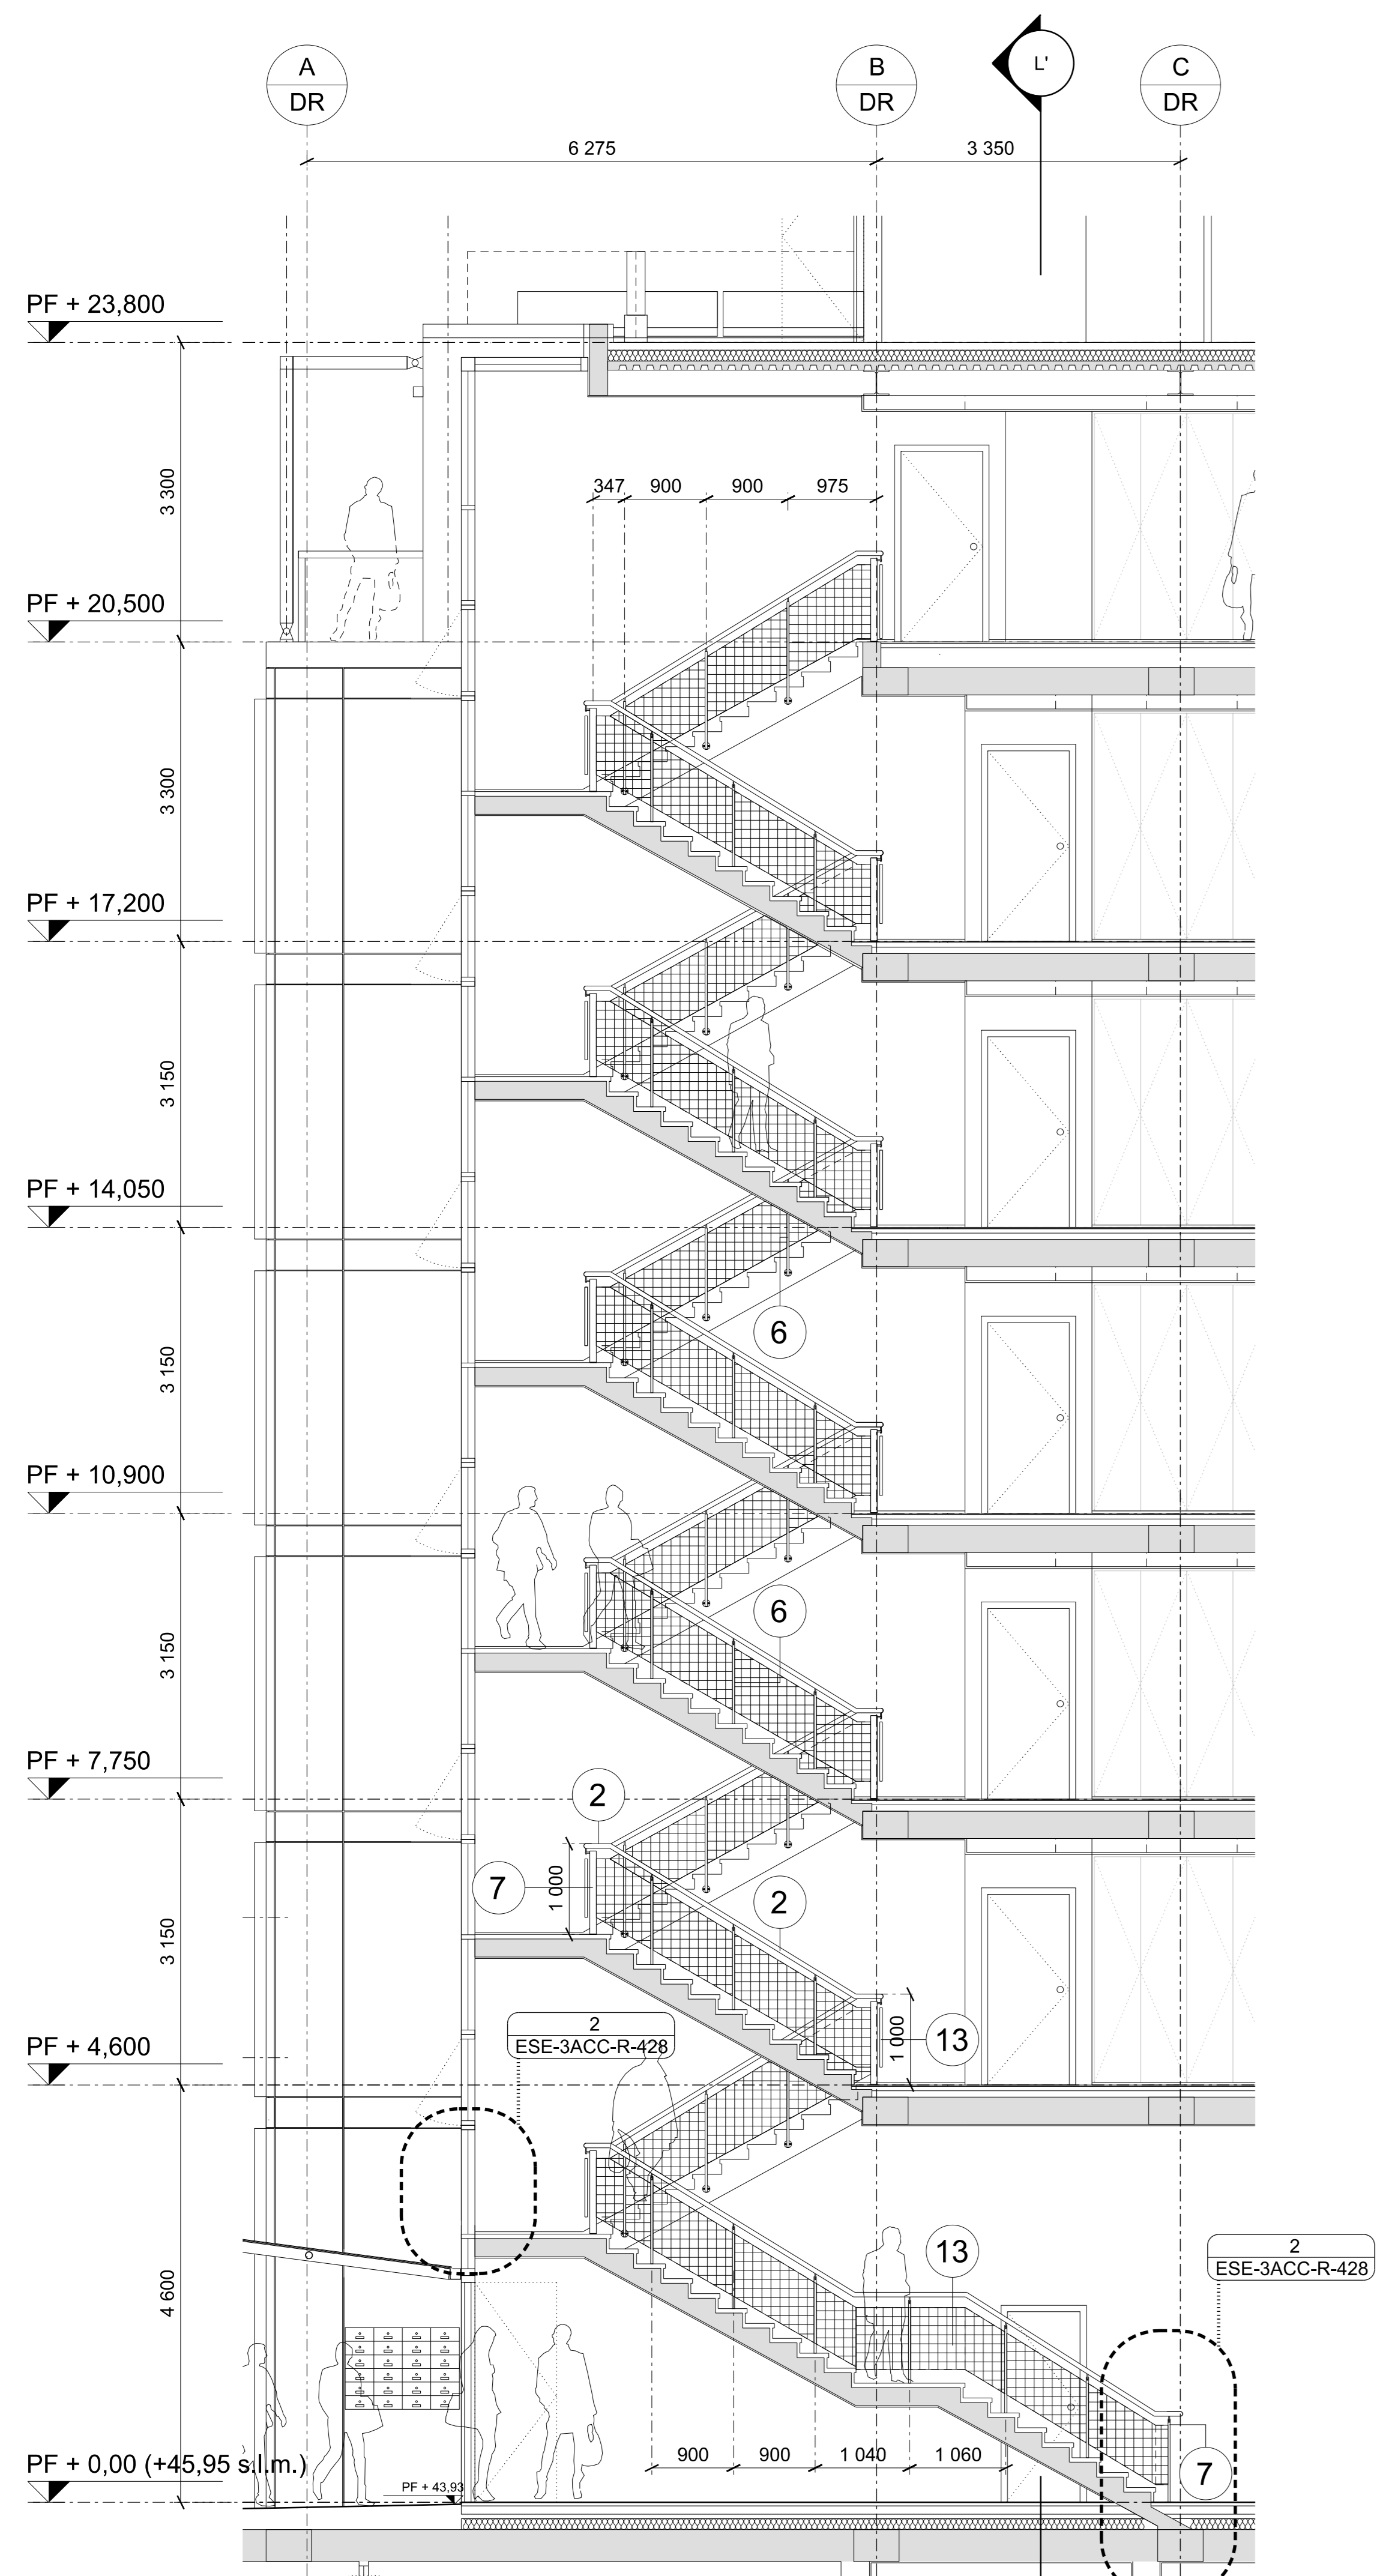 A
DR
B
DR
L'
C
DR
6 275
3 350
PF + 23,800
3 300
347
900
900
975
PF + 20,500
3 300
PF + 17,200
3 150
PF + 14,050
6
3 150
PF + 10,900
6
3 150
PF + 7,750
2
7
1 000
2
3 150
2
ESE-3ACC-R-428
1 000
13
PF + 4,600
13
2
ESE-3ACC-R-428
4 600
900
900
1 040
1 060
7
PF + 0,00 (+45,95 s.l.m.)
PF + 43,93